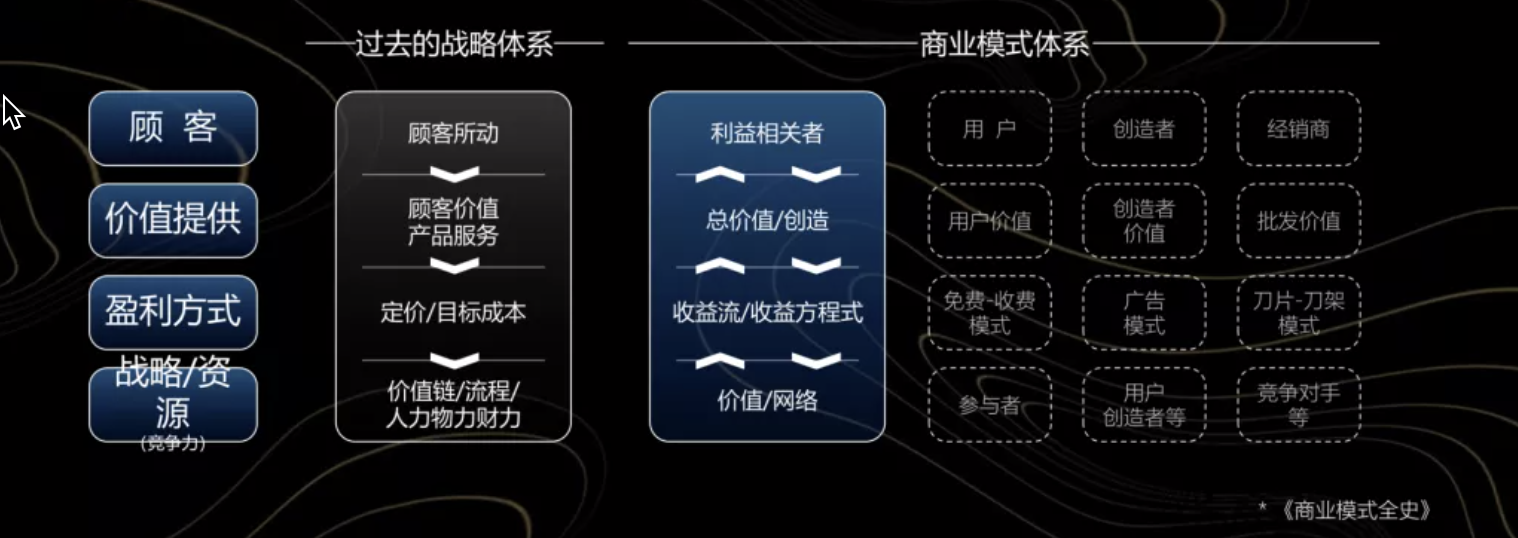 过去的战略体系
商业模式体系
顾 客
顾客所动
利益相关者
用 户
创造者
经销商
价值提供
顾客价值
产品服务
总价值/创造
用户价值
创造者
价值
批发价值
盈利方式
定价/目标成本
收益流/收益方程式
免费-收费
模式
广告
模式
刀片-刀架
模式
战略/资
源
(竞争力)
价值链/流程/
人力物力财力
价值/网络
参与者
用户
创造者等
竞争对手
等
* 《商业模式全史》